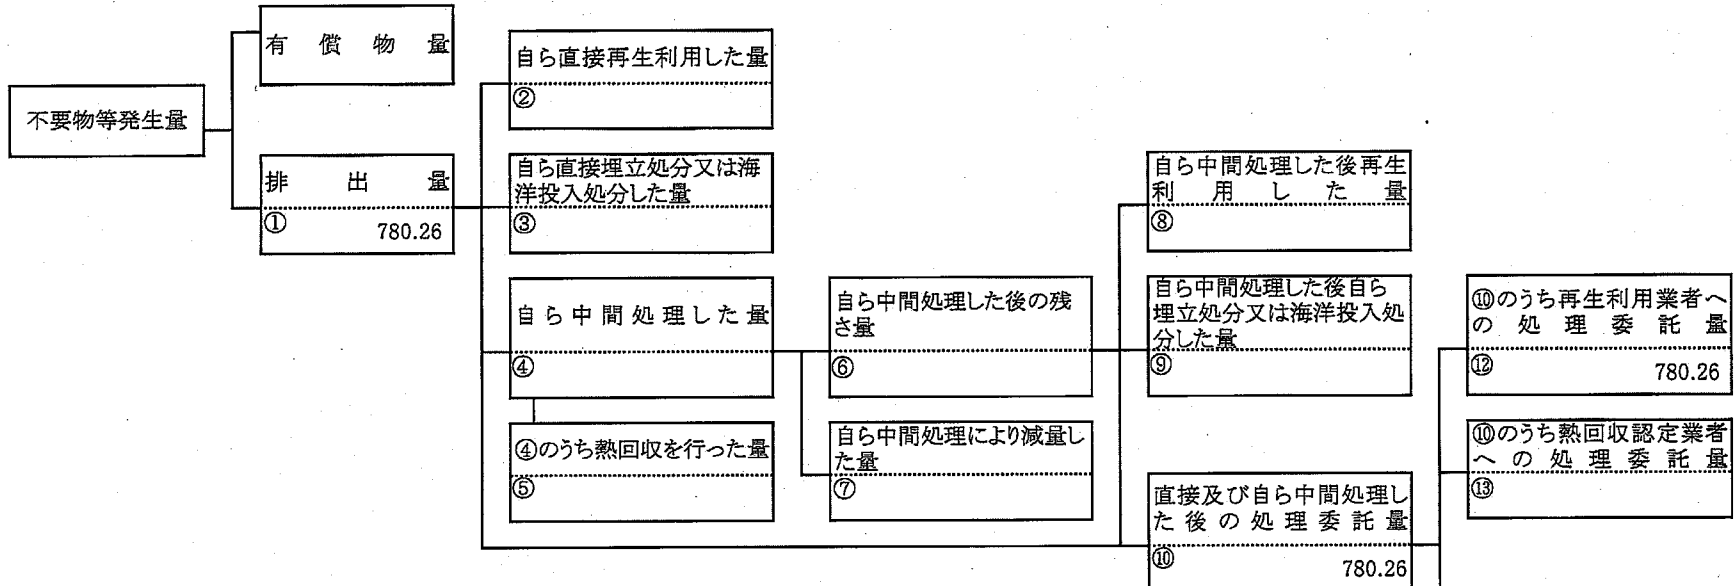 不要物等発生量
有償物量
排出量
①
780.26
自ら直接再生利用した量
②
自ら直接埋立処分又は海
洋投入処分した量
③
自ら中間処理した量
④
④のうち熱回収を行った量
⑤
自ら中間処理した後の残
さ量
⑥
自ら中間処理により減量し
た量
⑦
自ら中間処理した後再生
利用した量
⑧
自ら中間処理した後自ら
埋立処分又は海洋投入処
分した量
⑨
直接及び自ら中間処理し
た後の処理委託量
⑩
780.26
⑩のうち再生利用業者へ
の処理委託量
⑫
780.26
⑩のうち熱回収認定業者
への処理委託量
⑬